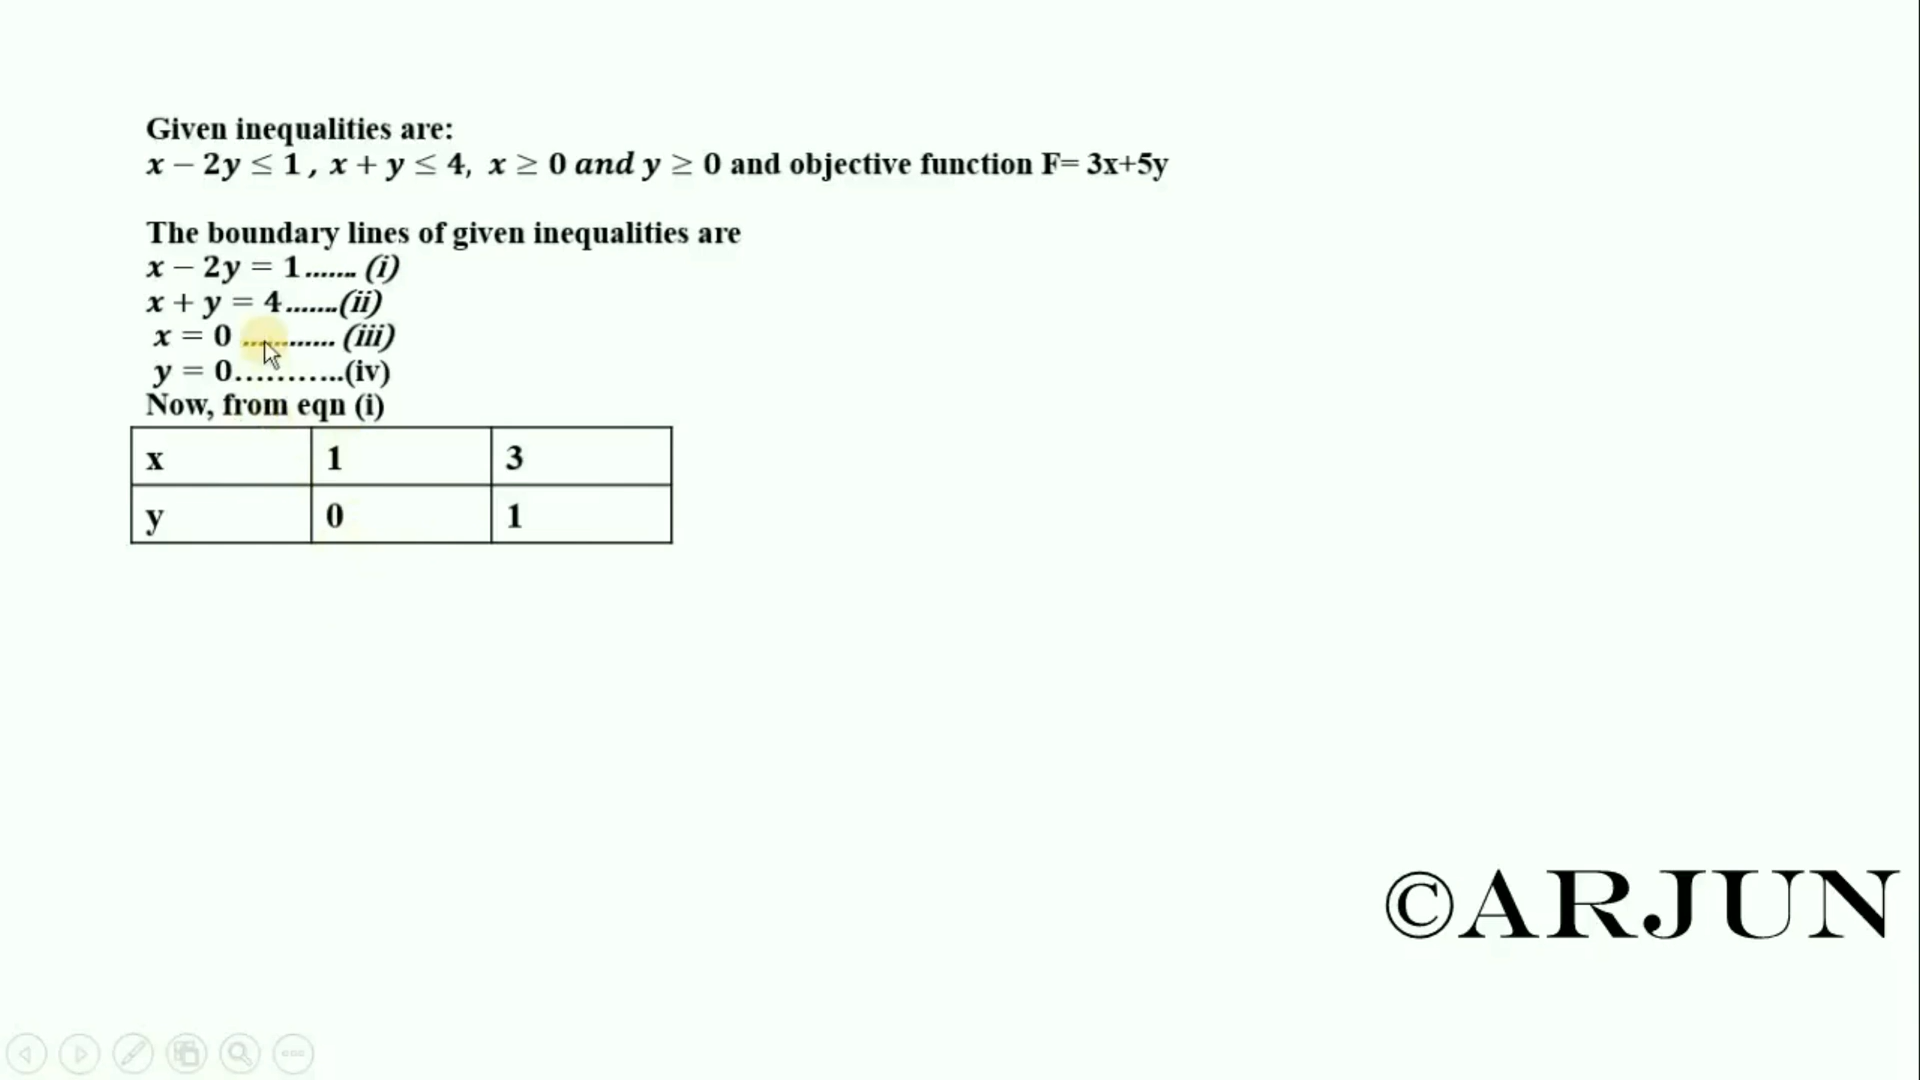 Given inequalities are:
x − 2y ≤ 1 , x + y ≤ 4, x ≥ 0 and y ≥ 0 and objective function F= 3x+5y
The boundary lines of given inequalities are
x − 2y = 1....... (i)
x + y = 4.......(ii)
x = 0 ........... (iii)
y = 0...........(iv)
Now, from eqn (i)
x 1 3
y 0 1
©ARJUN